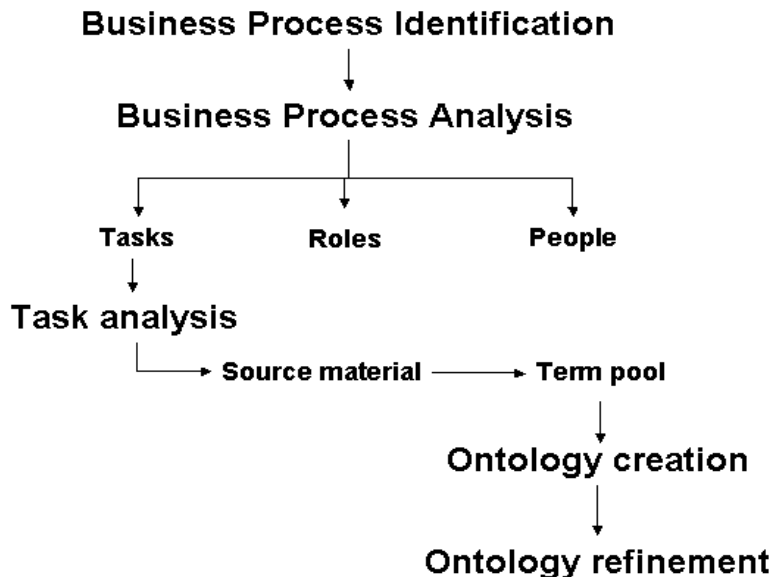 Business Process Identification
Business Process Analysis
Tasks
Roles
People
Task analysis
Source material
Term pool
Ontology creation
Ontology refinement